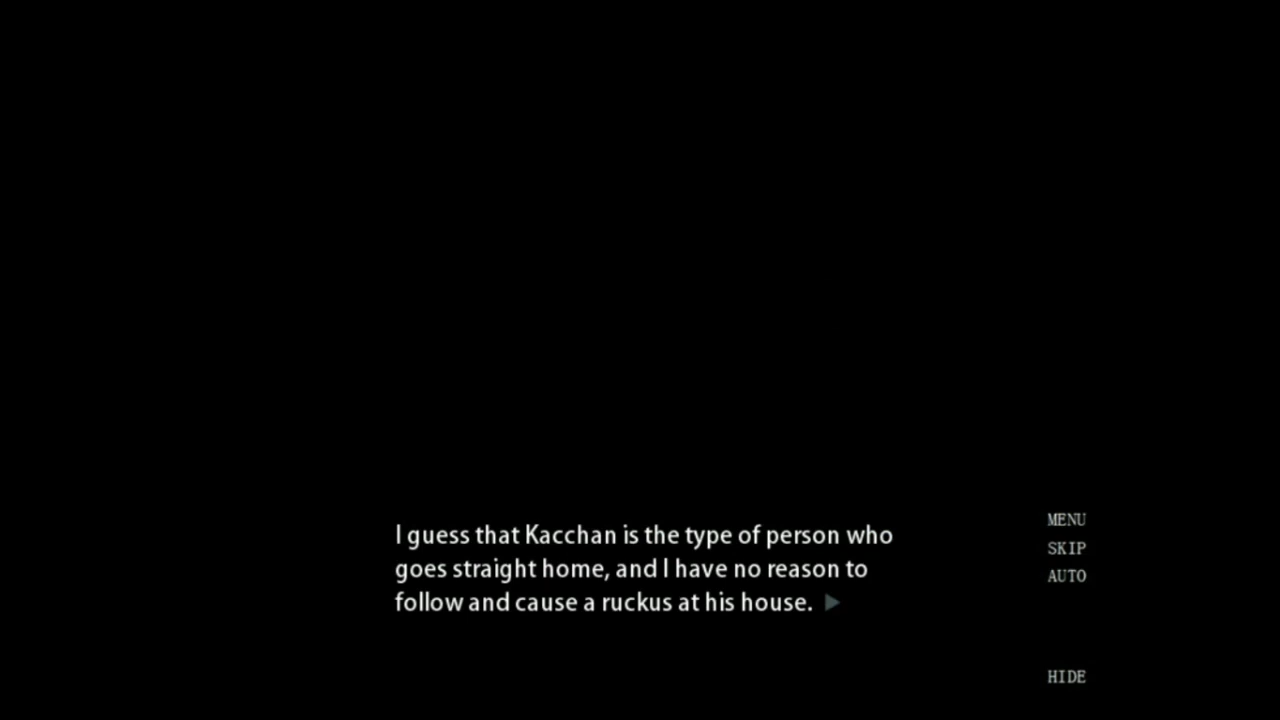 I guess that Kacchan is the type of person who
goes straight home, and I have no reason to
follow and cause a ruckus at his house.
MENU
SKIP
AUTO
HIDE